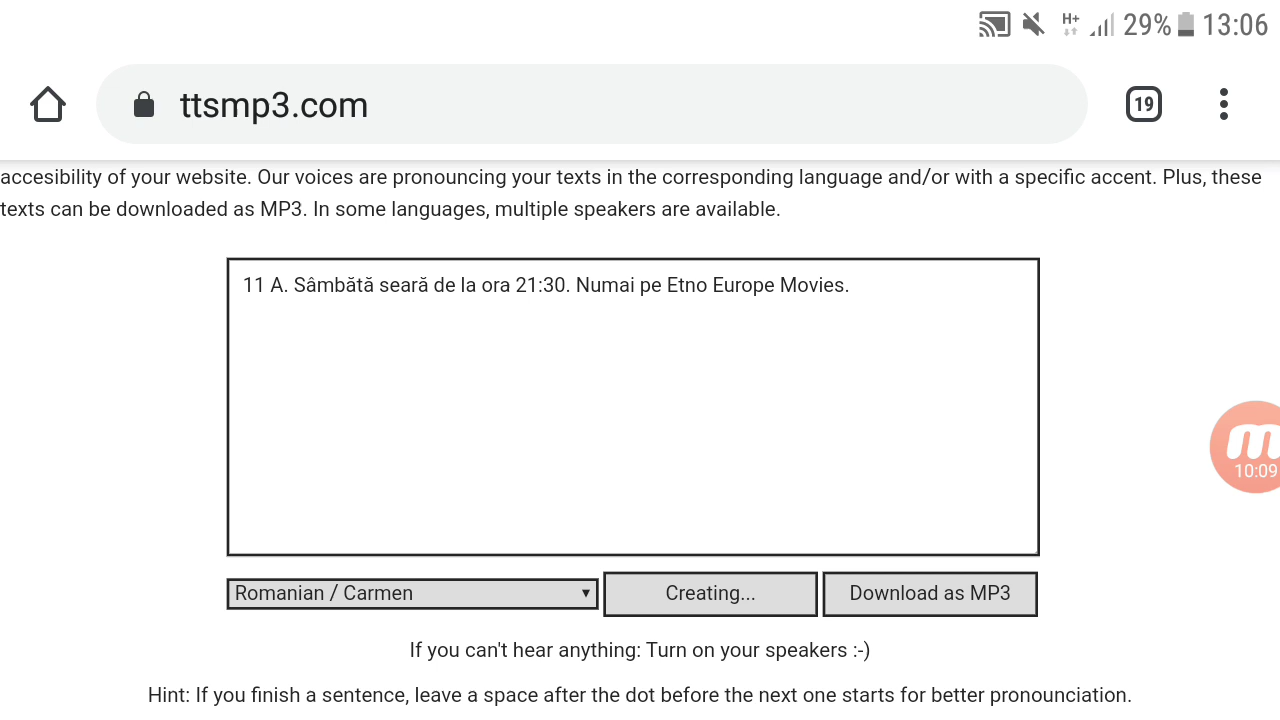 H+ 29% 13:06
ttsmp3.com 19
accesibility of your website. Our voices are pronouncing your texts in the corresponding language and/or with a specific accent. Plus, these
texts can be downloaded as MP3. In some languages, multiple speakers are available.
11 A. Sâmbătă seară de la ora 21:30. Numai pe Etno Europe Movies.
m
10:09
Romanian / Carmen Creating... Download as MP3
If you can't hear anything: Turn on your speakers :-)
Hint: If you finish a sentence, leave a space after the dot before the next one starts for better pronounciation.